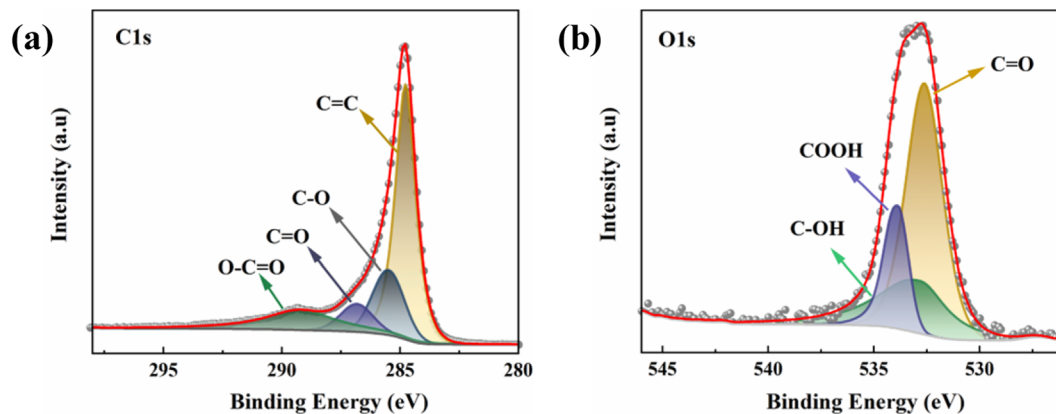 (a)
C1s
C=C
C-O
C=O
O-C=O
Intensity (a.u)
295
290
285
280
Binding Energy (eV)
(b)
O1s
C=O
COOH
C-OH
Intensity (a.u)
545
540
535
530
Binding Energy (eV)